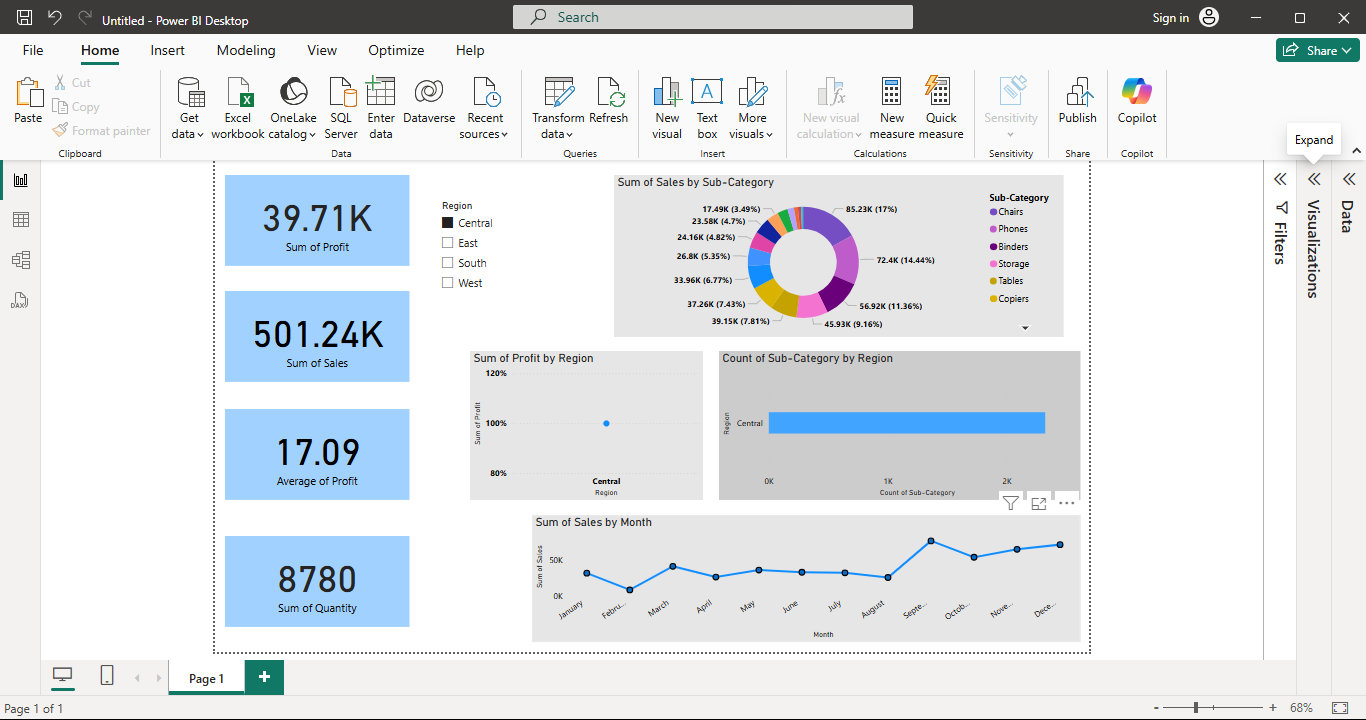 Untitled - Power BI Desktop
Search
Sign in
File
Home
Insert
Modeling
View
Optimize
Help
Share
Paste
Cut
Copy
Format painter
Clipboard
Get data
Excel workbook
OneLake catalog
SQL Server
Enter data
Dataverse
Recent sources
Data
Transform data
Refresh
Queries
New visual
Text box
More visuals
Insert
New visual calculation
New measure
Quick measure
Calculations
Sensitivity
Sensitivity
Publish
Share
Copilot
Copilot
Expand
39.71K
Sum of Profit
501.24K
Sum of Sales
17.09
Average of Profit
8780
Sum of Quantity
Region
Central
East
South
West
Sum of Sales by Sub-Category
17.49K (3.49%)
23.58K (4.7%)
24.16K (4.82%)
26.8K (5.35%)
33.96K (6.77%)
37.26K (7.43%)
39.15K (7.81%)
85.23K (17%)
72.4K (14.44%)
56.92K (11.36%)
45.93K (9.16%)
Sub-Category
Chairs
Phones
Binders
Storage
Tables
Copiers
Sum of Profit by Region
Sum of Profit
120%
100%
80%
Central
Region
Count of Sub-Category by Region
Region
Central
0K
1K
2K
Count of Sub-Category
Sum of Sales by Month
Sum of Sales
50K
0K
January
Febru...
March
April
May
June
July
August
Septe...
Octob...
Nove...
Dece...
Month
Filters
Visualizations
Data
DAX
Page 1
+
Page 1 of 1
-
+
68%